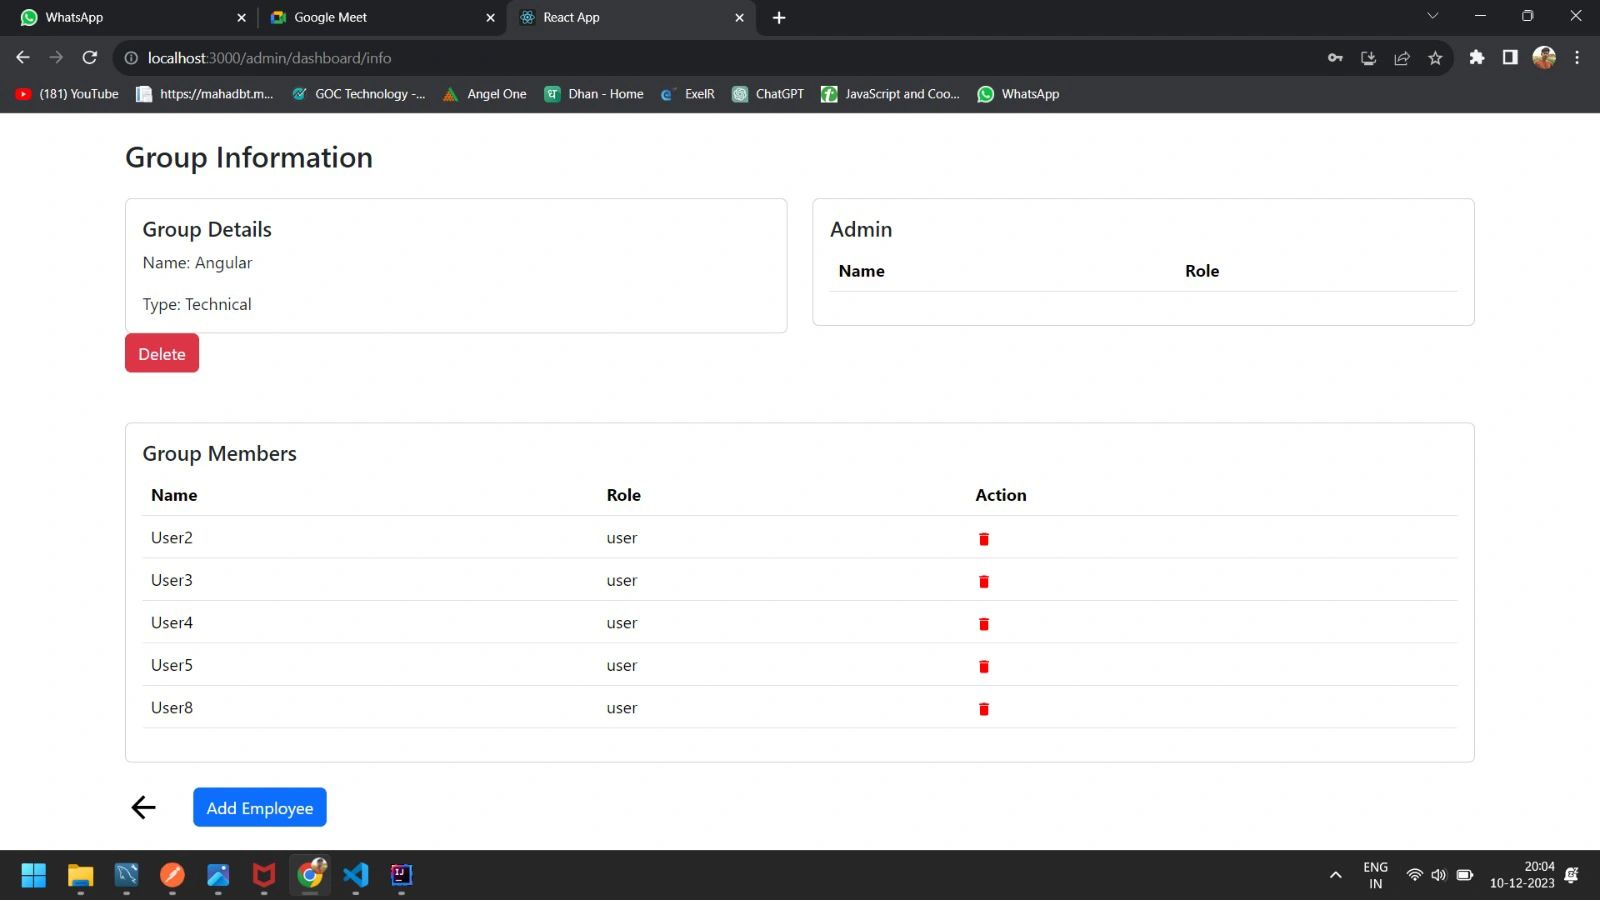 WhatsApp
Google Meet
React App
localhost:3000/admin/dashboard/info
(181) YouTube
https://mahadbt.m...
GOC Technology -...
Angel One
Dhan - Home
ExelR
ChatGPT
JavaScript and Coo...
WhatsApp
Group Information
Group Details
Name: Angular
Type: Technical
Delete
Admin
Name Role
Group Members
Name Role Action
User2 user
User3 user
User4 user
User5 user
User8 user
Add Employee
ENG
IN
20:04
10-12-2023